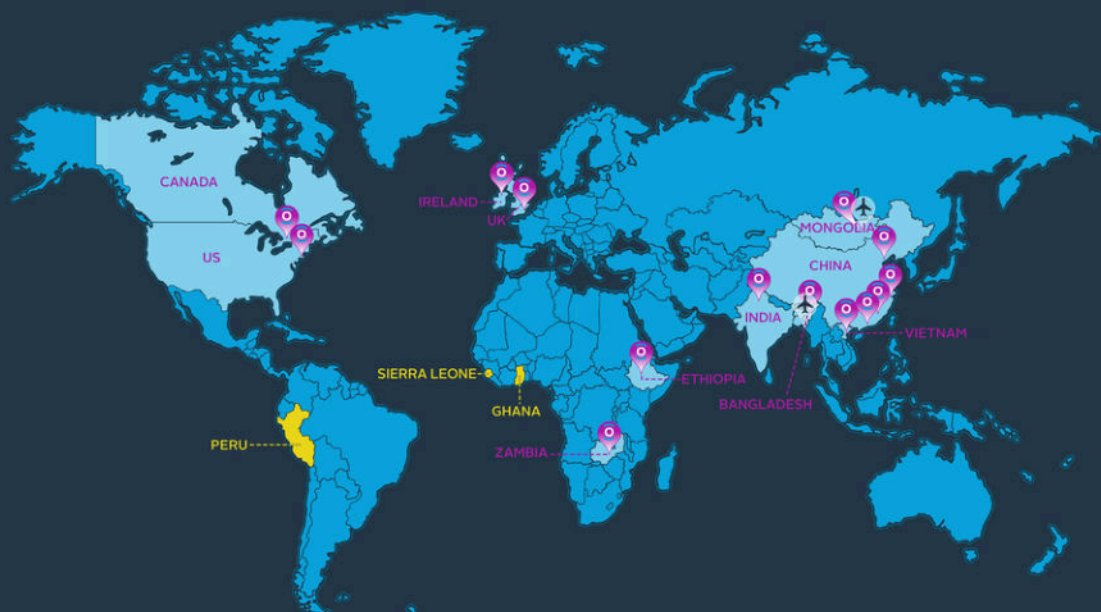 CANADA
IRELAND
UK
MONGOLIA
US
CHINA
INDIA
VIETNAM
SIERRA LEONE
ETHIOPIA
BANGLADESH
GHANA
PERU
ZAMBIA